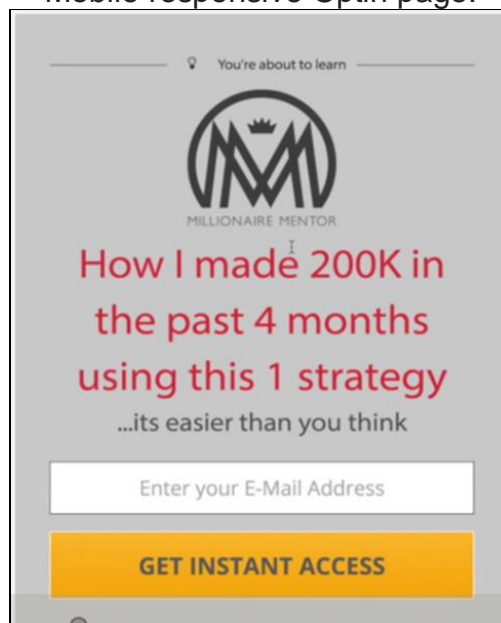 Mobile responsive Optin page:
You're about to learn
MILLIONAIRE MENTOR
How I made 200K in
the past 4 months
using this 1 strategy
...its easier than you think
Enter your E-Mail Address
GET INSTANT ACCESS